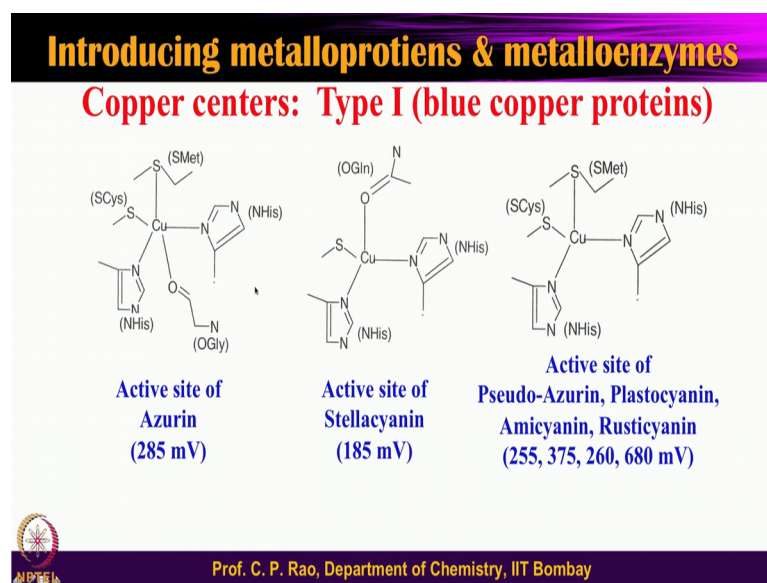 Introducing metalloprotiens & metalloenzymes
Copper centers: Type I (blue copper proteins)
S (SMet)
(SCys)
S
Cu
N
N (NHis)
N
N
(NHis)
O
N
(OGly)
Active site of
Azurin
(285 mV)
N
(OGln)
O
S
Cu
N
N
(NHis)
N
N (NHis)
Active site of
Stellacyanin
(185 mV)
S (SMet)
(SCys)
S
Cu
N
N (NHis)
N
N (NHis)
Active site of
Pseudo-Azurin, Plastocyanin,
Amicyanin, Rusticyanin
(255, 375, 260, 680 mV)
NPTEL
Prof. C. P. Rao, Department of Chemistry, IIT Bombay